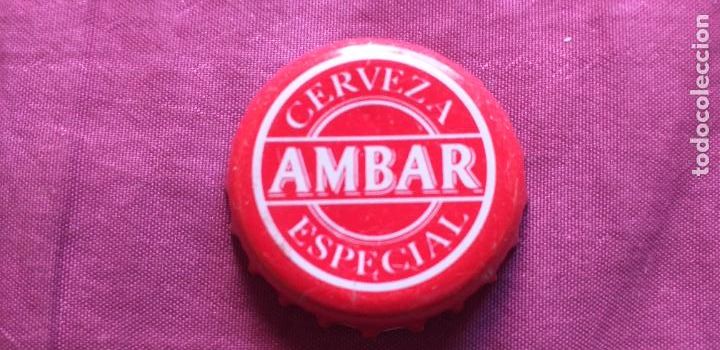 CERVEZA
AMBAR
ESPECIAL
todocoleccion